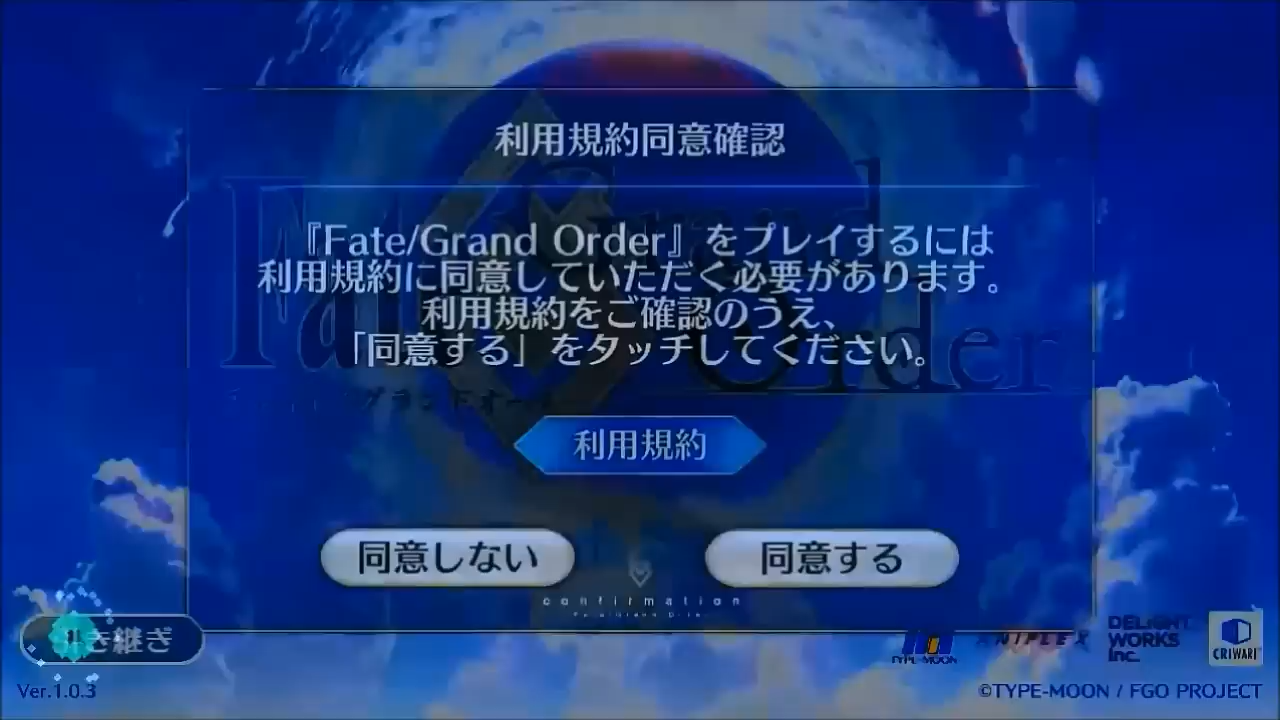 利用規約同意確認
『Fate/Grand Order』をプレイするには
利用規約に同意していただく必要があります。
利用規約をご確認のうえ、
「同意する」をタッチしてください。
利用規約
同意しない
同意する
confirmation
引き継ぎ
TYPE-MOON
ANIPLEX
DELiGHT
WORKS
Inc.
CRIWARE
Ver.1.0.3
©TYPE-MOON / FGO PROJECT